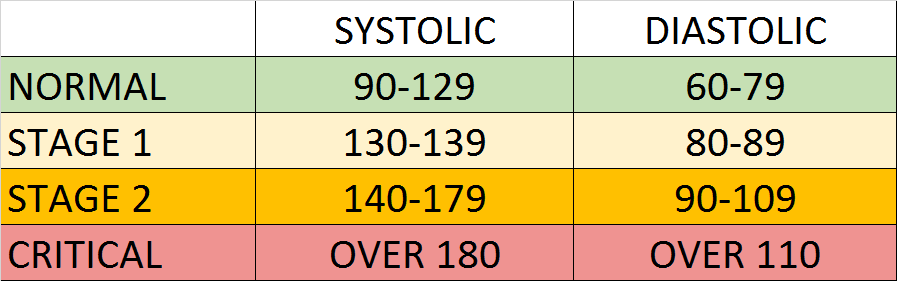 SYSTOLIC DIASTOLIC
NORMAL 90-129 60-79
STAGE 1 130-139 80-89
STAGE 2 140-179 90-109
CRITICAL OVER 180 OVER 110